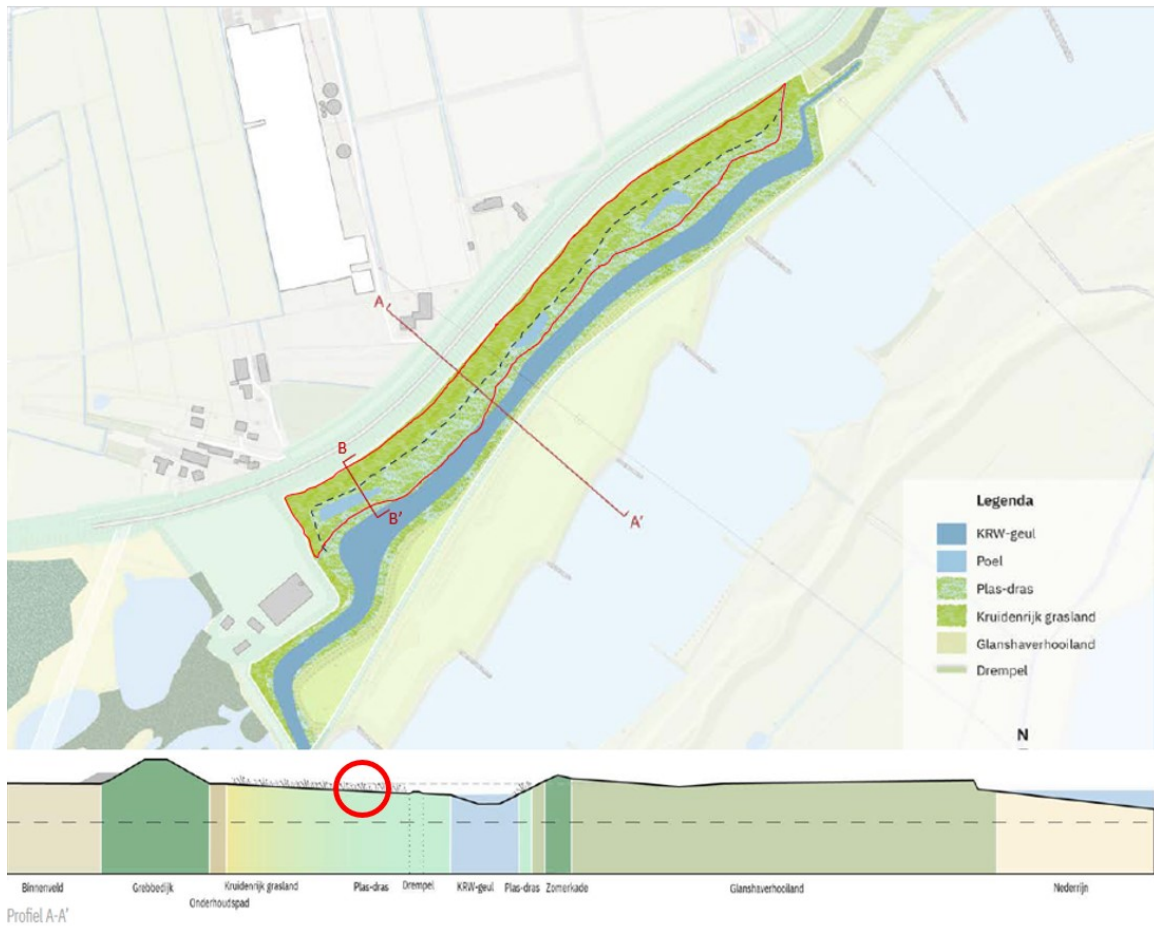 A
B
B'
A'
Legenda
KRW-geul
Poel
Plas-dras
Kruidenrijk grasland
Glanshaverhooiland
Drempel
N
Binnenveld
Grebbedijk
Onderhoudspad
Kruidenrijk grasland
Plas-dras
Drempel
KRW-geul
Plas-dras
Zomerkade
Glanshaverhooiland
Nederrijn
Profiel A-A'